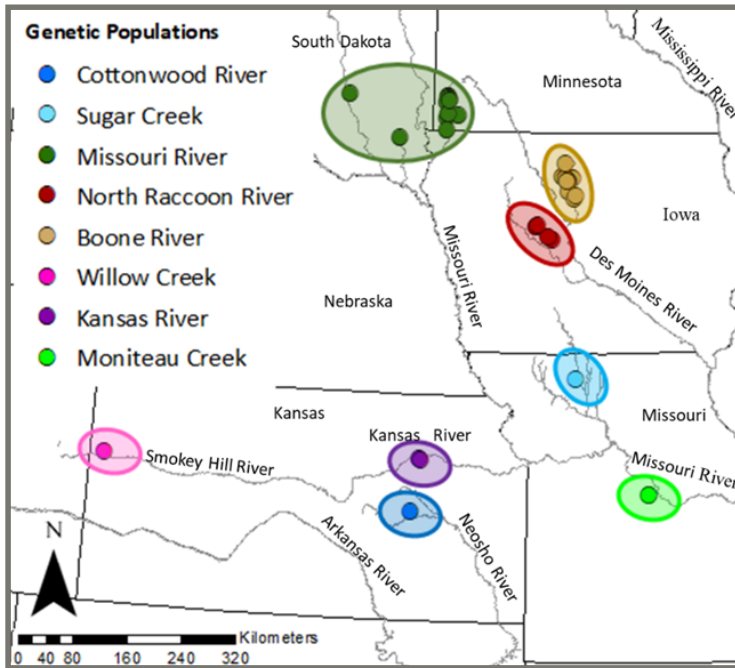 Genetic Populations
Cottonwood River
Sugar Creek
Missouri River
North Raccoon River
Boone River
Willow Creek
Kansas River
Moniteau Creek
South Dakota
Minnesota
Mississippi River
Iowa
Missouri River
Des Moines River
Nebraska
Kansas
Kansas River
Missouri
Smokey Hill River
Missouri River
Arkansas River
Neosho River
N
Kilometers
0 40 80 160 240 320